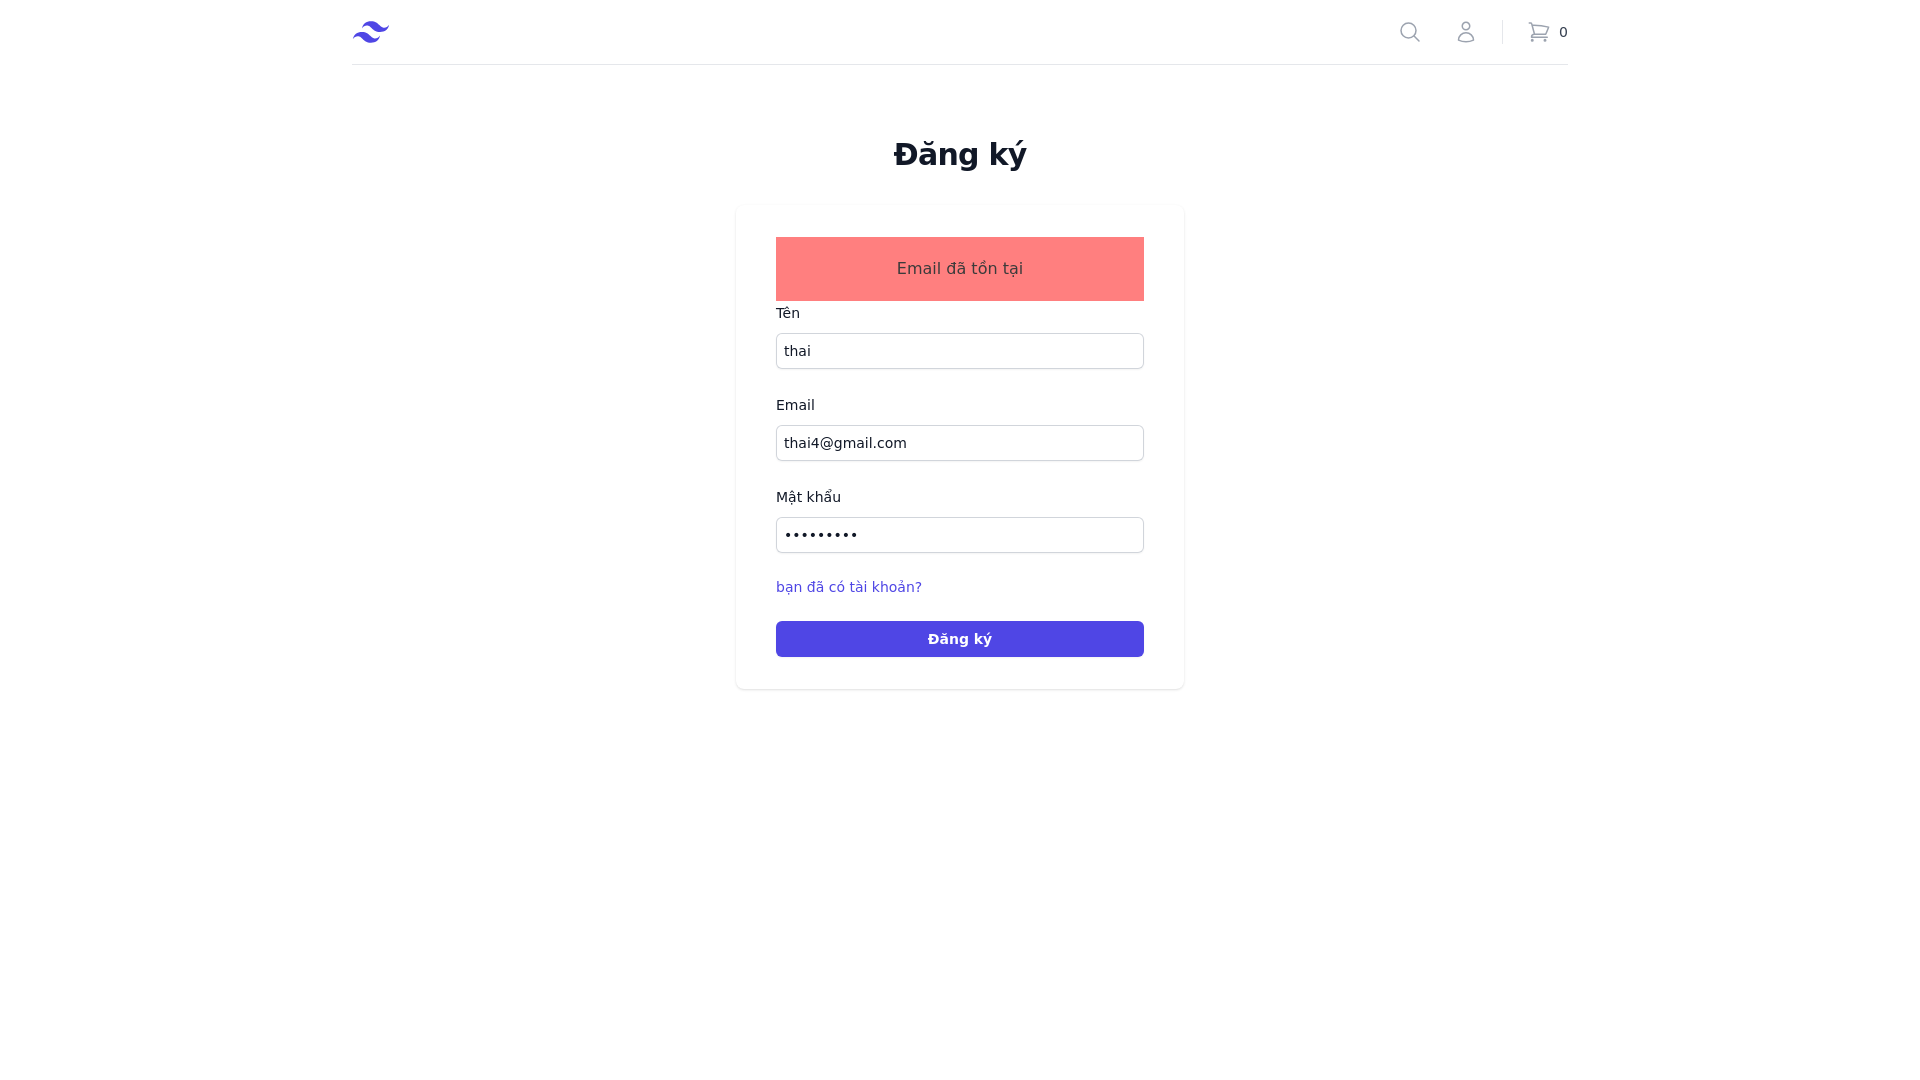 0
Đăng ký
Email đã tồn tại
Tên
thai
Email
thai4@gmail.com
Mật khẩu
•••••••••
bạn đã có tài khoản?
Đăng ký